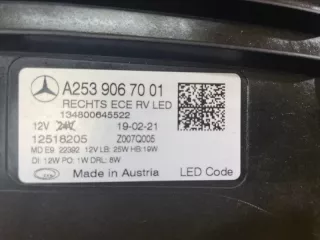 A253 906 70 01
RECHTS ECE RV LED
134800645522
12V 24V 19-02-21
12518205 Z007Q005
MD E9 22392 12V LB: 25W HB:19W
DI: 12W PO: 1W DRL: 8W
Made in Austria LED Code